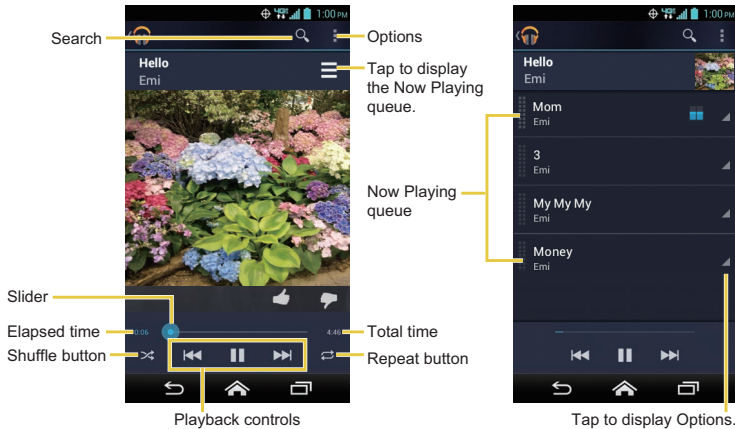 1:00 PM
Search
Options
Hello
Emi
Tap to display
the Now Playing
queue.
Slider
Elapsed time
0:06
4:46
Total time
Shuffle button
Repeat button
Playback controls
1:00 PM
Hello
Emi
Mom
Emi
3
Emi
Now Playing
queue
My My My
Emi
Money
Emi
Tap to display Options.